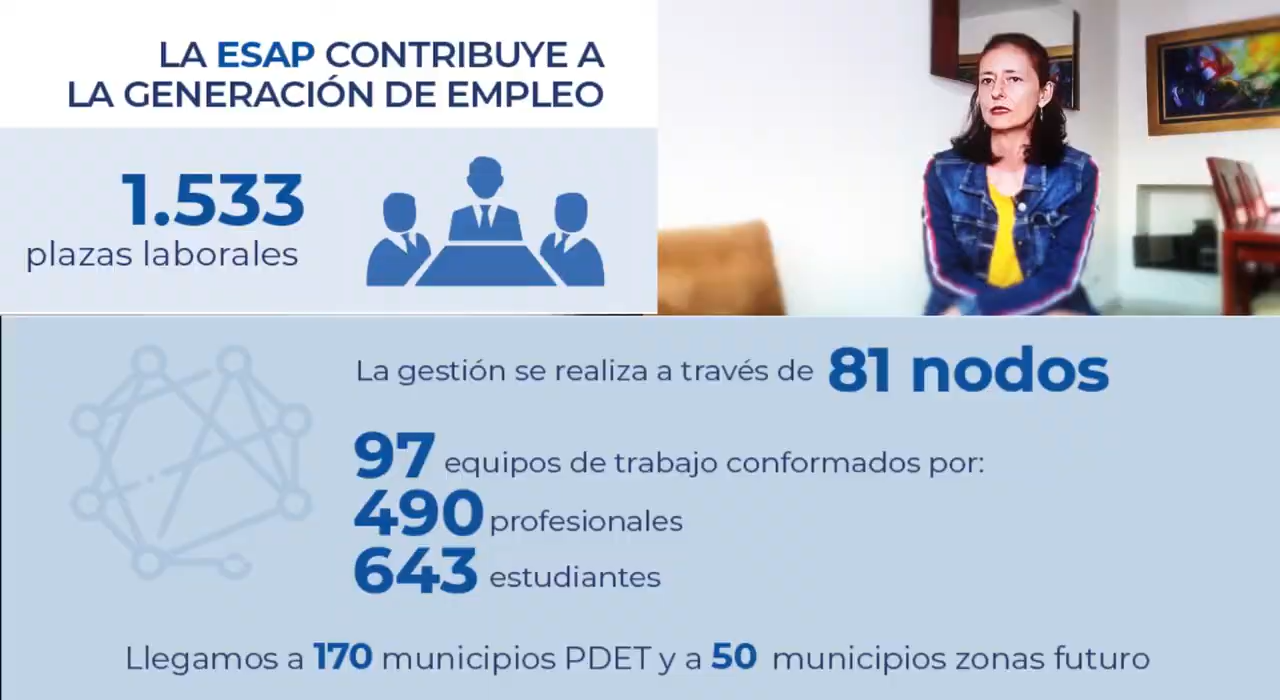 LA ESAP CONTRIBUYE A
LA GENERACIÓN DE EMPLEO
1.533
plazas laborales
La gestión se realiza a través de 81 nodos
97 equipos de trabajo conformados por:
490 profesionales
643 estudiantes
Llegamos a 170 municipios PDET y a 50 municipios zonas futuro